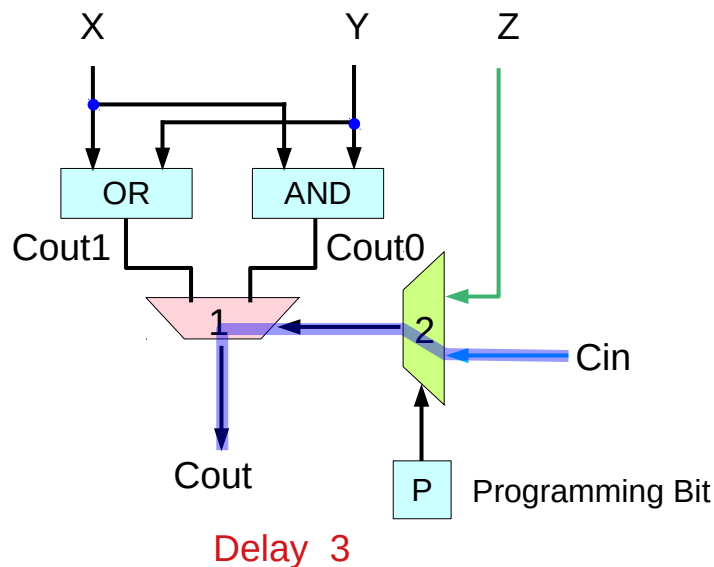 X Y Z
OR AND
Cout1 Cout0
1 2
Cin
Cout
P Programming Bit
Delay 3